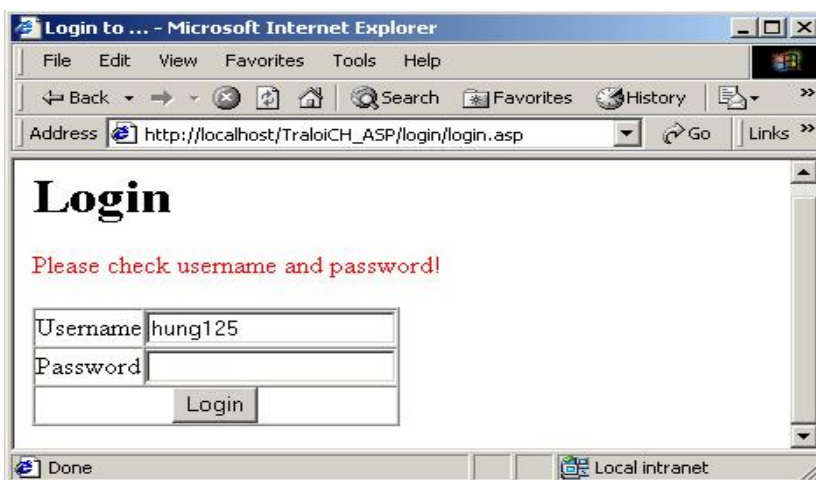 Login to ... - Microsoft Internet Explorer
File Edit View Favorites Tools Help
Back Search Favorites History »
Address http://localhost/TraloiCH_ASP/login/login.asp Go Links »
Login
Please check username and password!
Username hung125
Password
Login
Done Local intranet